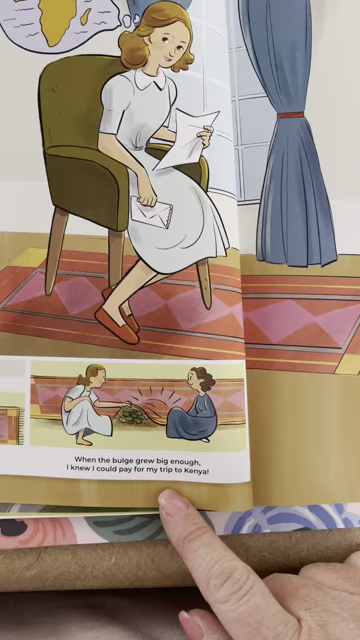 When the bulge grew big enough,
I knew I could pay for my trip to Kenya!